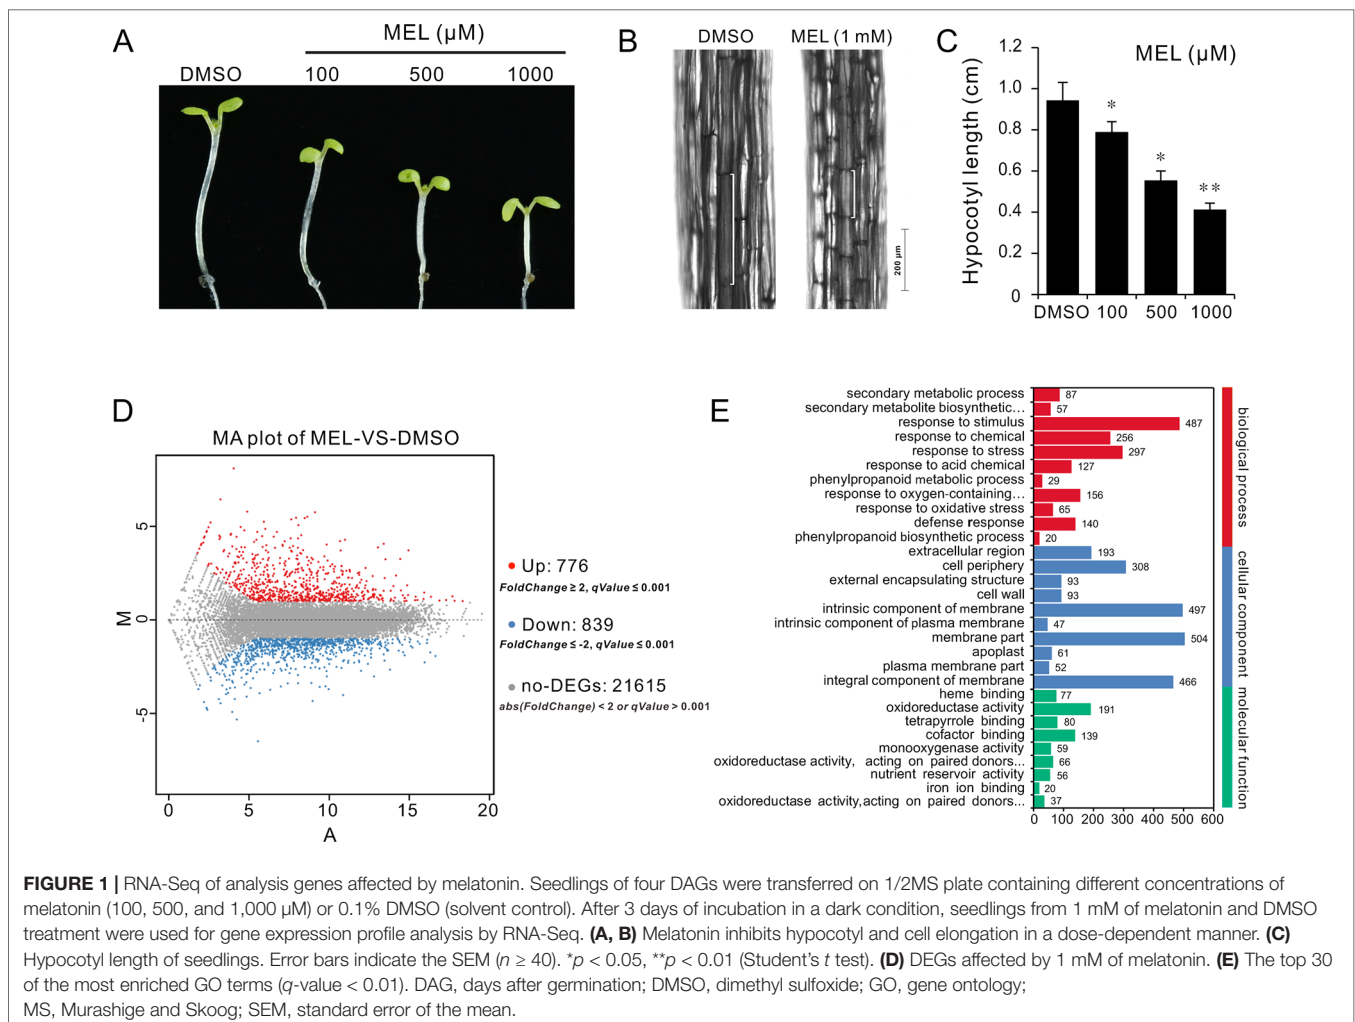 A
MEL (µM)
DMSO 100 500 1000
B
DMSO MEL (1 mM)
200 µm
C
MEL (µM)
Hypocotyl length (cm)
1.2
1.0
0.8
0.6
0.4
0.2
0
* * **
DMSO 100 500 1000
D
MA plot of MEL-VS-DMSO
M
5
0
-5
0 5 10 15 20
A
Up: 776
FoldChange ≥ 2, qValue ≤ 0.001
Down: 839
FoldChange ≤ -2, qValue ≤ 0.001
no-DEGs: 21615
abs(FoldChange) < 2 or qValue > 0.001
E
secondary metabolic process 87
secondary metabolite biosynthetic... 57
response to stimulus 487
response to chemical 256
response to stress 297
response to acid chemical 127
phenylpropanoid metabolic process 29
response to oxygen-containing... 156
response to oxidative stress 65
defense response 140
phenylpropanoid biosynthetic process 20
extracellular region 193
cell periphery 308
external encapsulating structure 93
cell wall 93
intrinsic component of membrane 497
intrinsic component of plasma membrane 47
membrane part 504
apoplast 61
plasma membrane part 52
integral component of membrane 466
heme binding 77
oxidoreductase activity 191
tetrapyrrole binding 80
cofactor binding 139
monooxygenase activity 59
oxidoreductase activity, acting on paired donors... 66
nutrient reservoir activity 56
iron ion binding 20
oxidoreductase activity,acting on paired donors... 37
0 100 200 300 400 500 600
biological process
cellular component
molecular function
FIGURE 1 | RNA-Seq of analysis genes affected by melatonin. Seedlings of four DAGs were transferred on 1/2MS plate containing different concentrations of
melatonin (100, 500, and 1,000 µM) or 0.1% DMSO (solvent control). After 3 days of incubation in a dark condition, seedlings from 1 mM of melatonin and DMSO
treatment were used for gene expression profile analysis by RNA-Seq. (A, B) Melatonin inhibits hypocotyl and cell elongation in a dose-dependent manner. (C)
Hypocotyl length of seedlings. Error bars indicate the SEM (n ≥ 40). *p < 0.05, **p < 0.01 (Student's t test). (D) DEGs affected by 1 mM of melatonin. (E) The top 30
of the most enriched GO terms (q-value < 0.01). DAG, days after germination; DMSO, dimethyl sulfoxide; GO, gene ontology;
MS, Murashige and Skoog; SEM, standard error of the mean.